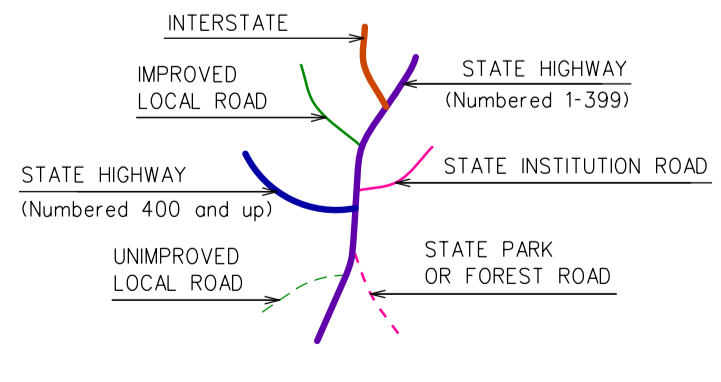 INTERSTATE
IMPROVED
LOCAL ROAD
STATE HIGHWAY
(Numbered 1-399)
STATE HIGHWAY
(Numbered 400 and up)
STATE INSTITUTION ROAD
UNIMPROVED
LOCAL ROAD
STATE PARK
OR FOREST ROAD